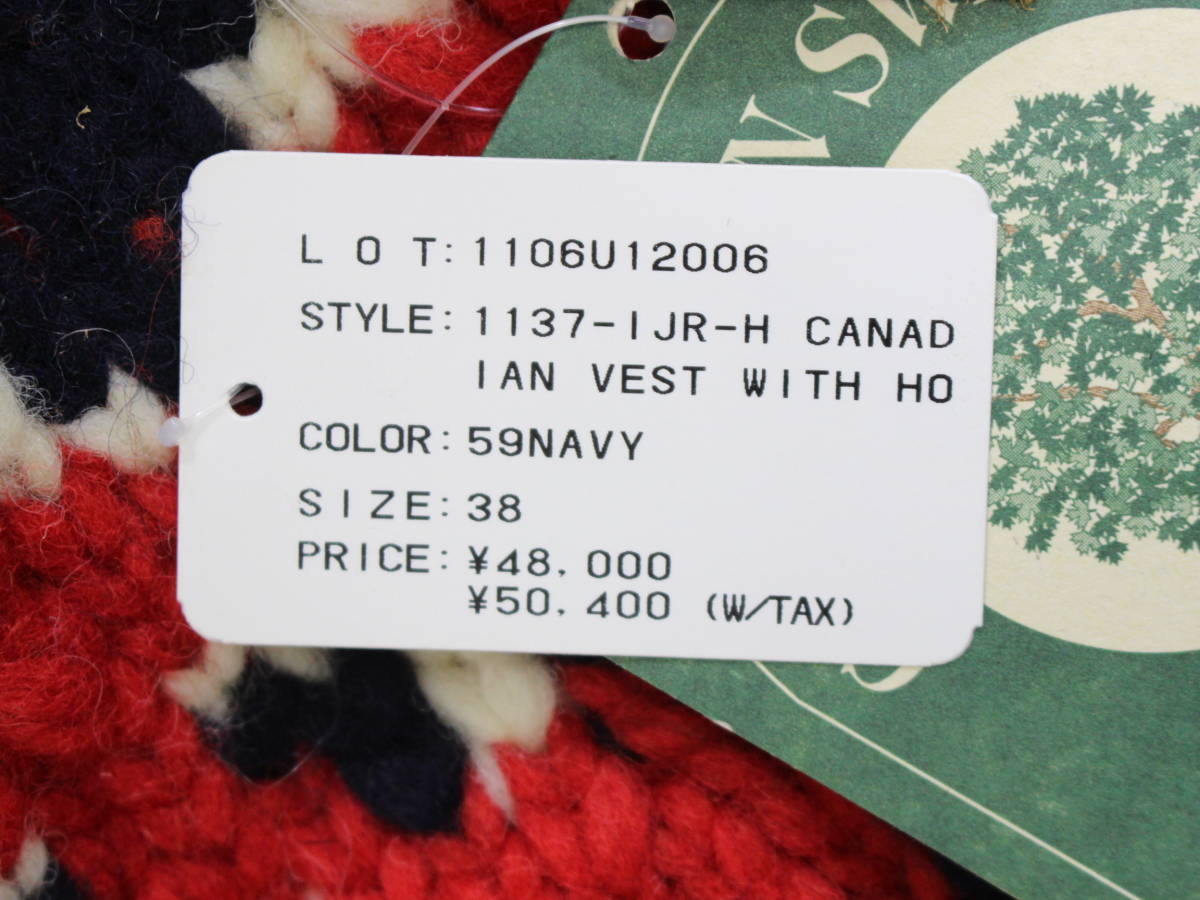 L O T: 1106U12006
STYLE: 1137-IJR-H CANAD
IAN VEST WITH HO
COLOR: 59NAVY
SIZE: 38
PRICE: ¥48,000
¥50,400 (W/TAX)